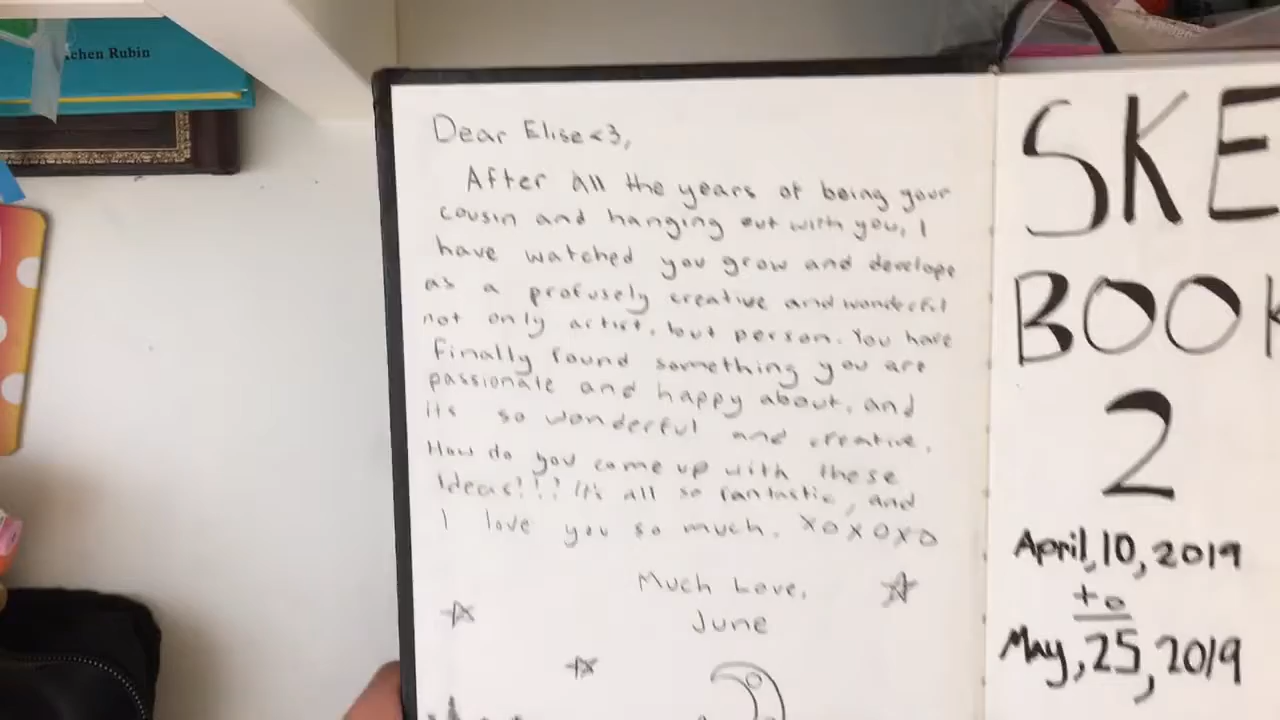 chen Rubin
Dear Elise<3,
After all the years of being your
cousin and hanging out with you, I
have watched you grow and develope
as a profusely creative and wonderful
not only artist, but person. You have
finally found something you are
passionate and happy about, and
its so wonderful and creative.
How do you come up with these
Ideas!!? It's all so fantastic, and
I love you so much. XOXOXO
Much Love,
June
SKE
BOOK
2
April, 10, 2019
to
May, 25, 2019